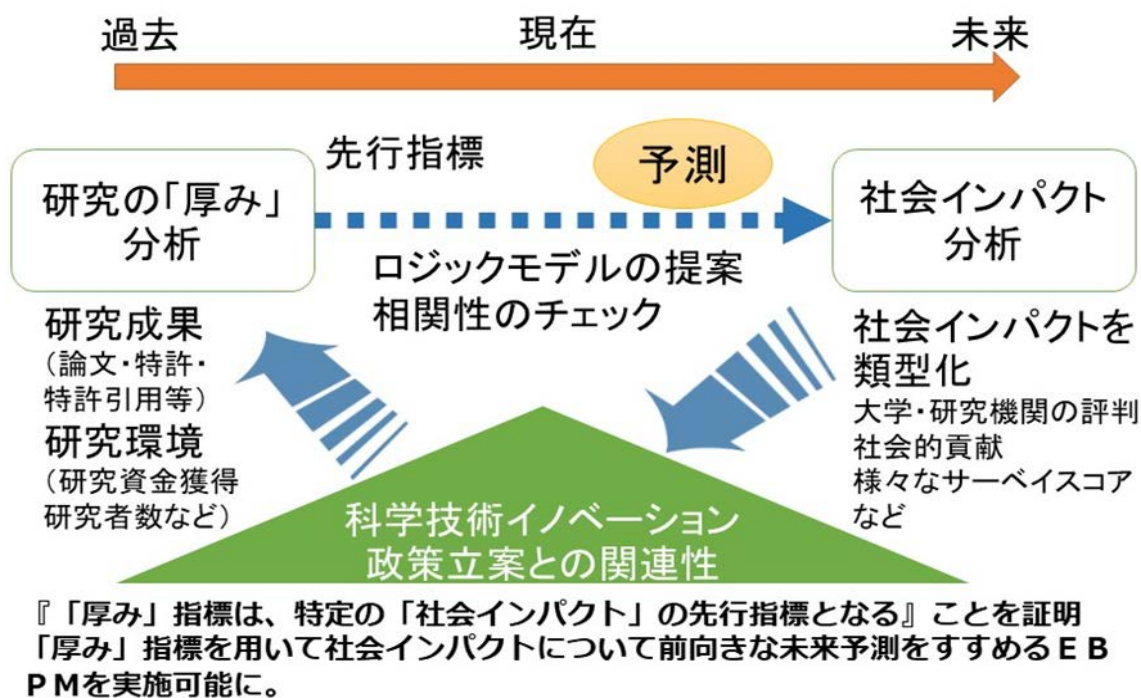 過去
現在
未来
先行指標
予測
研究の「厚み」
分析
社会インパクト
分析
ロジックモデルの提案
相関性のチェック
研究成果
（論文・特許・
特許引用等）
研究環境
（研究資金獲得
研究者数など）
社会インパクトを
類型化
大学・研究機関の評判
社会的貢献
様々なサーベイスコア
など
科学技術イノベーション
政策立案との関連性
『「厚み」指標は、特定の「社会インパクト」の先行指標となる』ことを証明
「厚み」指標を用いて社会インパクトについて前向きな未来予測をすすめるＥＢ
ＰＭを実施可能に。